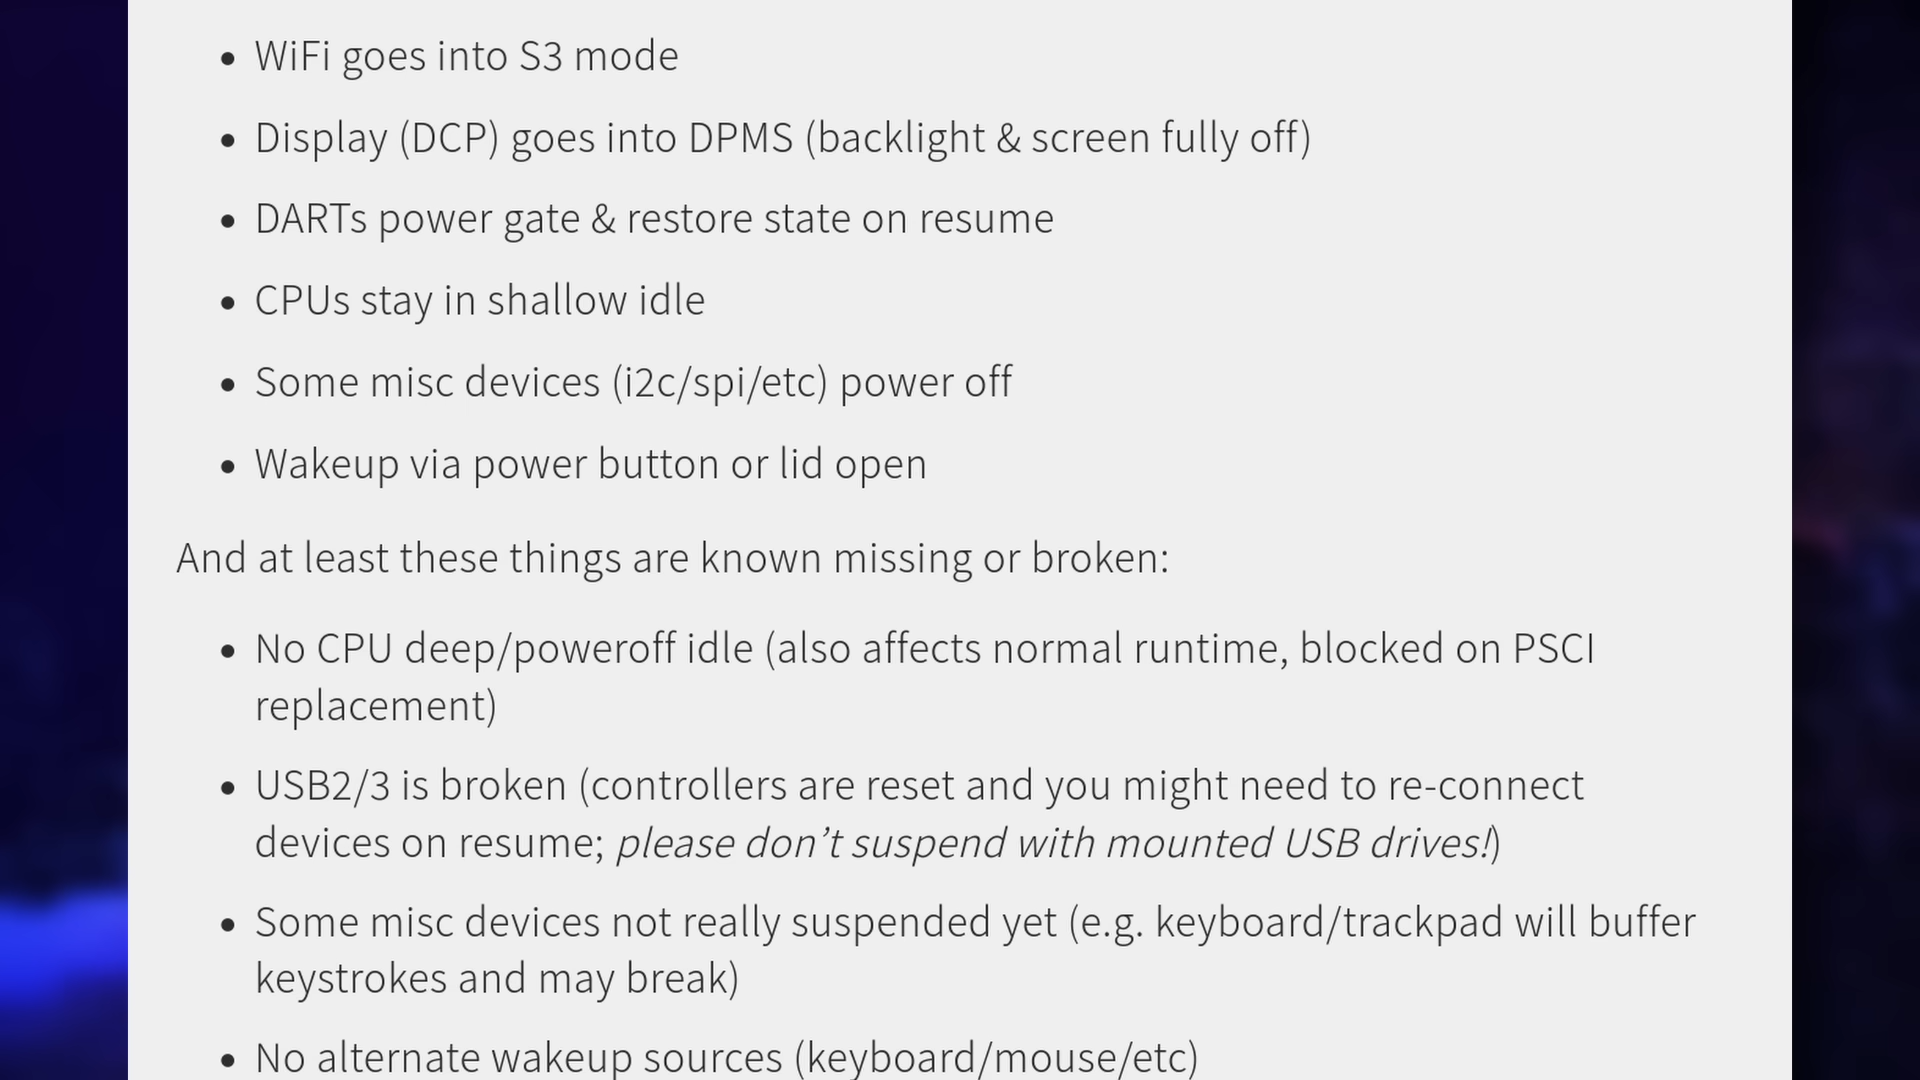 • WiFi goes into S3 mode
• Display (DCP) goes into DPMS (backlight & screen fully off)
• DARTs power gate & restore state on resume
• CPUs stay in shallow idle
• Some misc devices (i2c/spi/etc) power off
• Wakeup via power button or lid open
And at least these things are known missing or broken:
• No CPU deep/poweroff idle (also affects normal runtime, blocked on PSCI
replacement)
• USB2/3 is broken (controllers are reset and you might need to re-connect
devices on resume; please don’t suspend with mounted USB drives!)
• Some misc devices not really suspended yet (e.g. keyboard/trackpad will buffer
keystrokes and may break)
• No alternate wakeup sources (keyboard/mouse/etc)